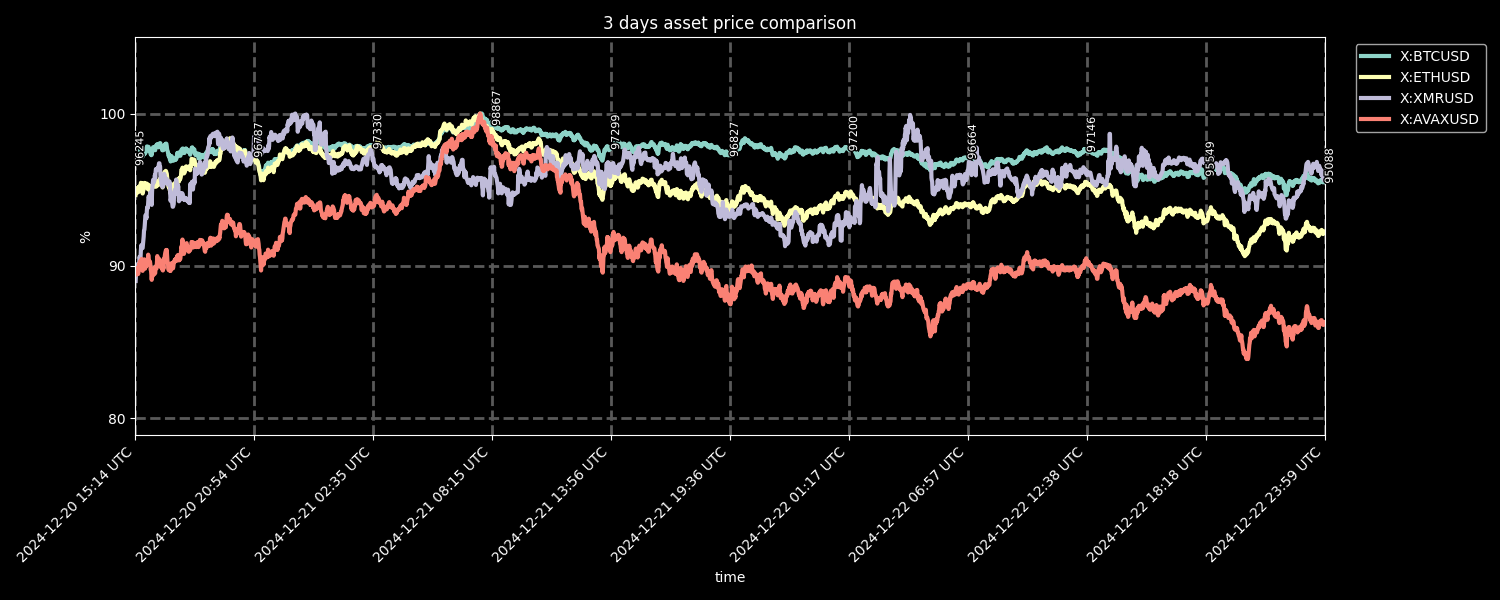 3 days asset price comparison
X:BTCUSD
X:ETHUSD
X:XMRUSD
X:AVAXUSD
100
90
80
%
96245
96787
97330
98867
97299
96827
97200
96664
97146
95549
95088
2024-12-20 15:14 UTC
2024-12-20 20:54 UTC
2024-12-21 02:35 UTC
2024-12-21 08:15 UTC
2024-12-21 13:56 UTC
2024-12-21 19:36 UTC
2024-12-22 01:17 UTC
2024-12-22 06:57 UTC
2024-12-22 12:38 UTC
2024-12-22 18:18 UTC
2024-12-22 23:59 UTC
time